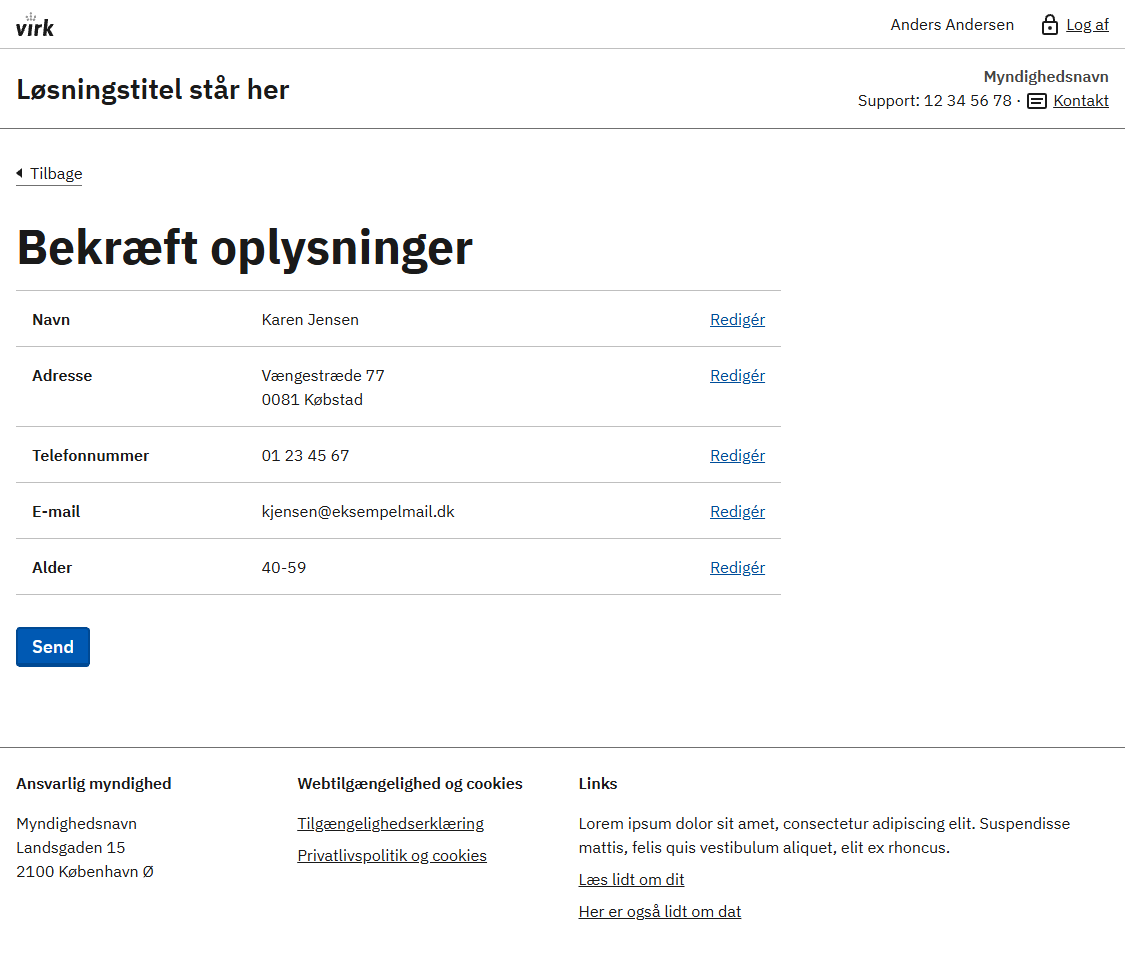 virk
Anders Andersen
Log af
Løsningstitel står her
Myndighedsnavn
Support: 12 34 56 78 · Kontakt
Tilbage
Bekræft oplysninger
Navn Karen Jensen Redigér
Adresse Vængestræde 77 Redigér
0081 Købstad
Telefonnummer 01 23 45 67 Redigér
E-mail kjensen@eksempelmail.dk Redigér
Alder 40-59 Redigér
Send
Ansvarlig myndighed
Myndighedsnavn
Landsgaden 15
2100 København Ø
Webtilgængelighed og cookies
Tilgængelighedserklæring
Privatlivspolitik og cookies
Links
Lorem ipsum dolor sit amet, consectetur adipiscing elit. Suspendisse
mattis, felis quis vestibulum aliquet, elit ex rhoncus.
Læs lidt om dit
Her er også lidt om dat